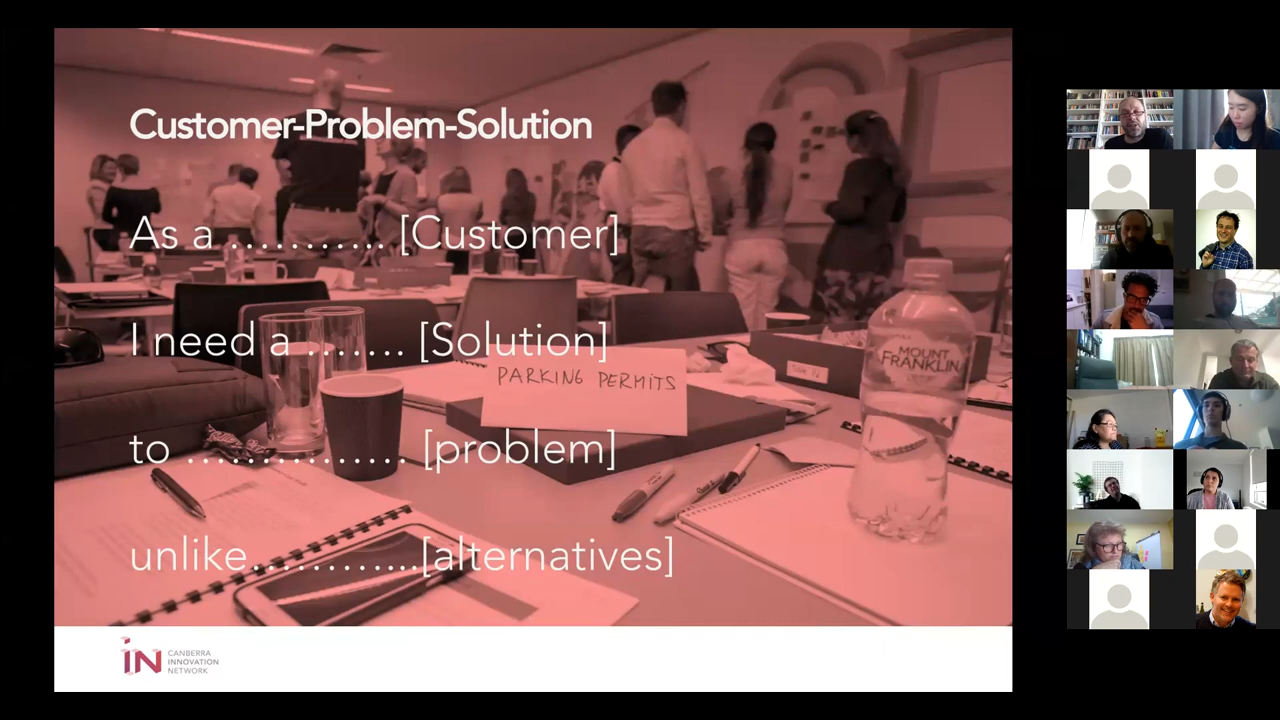 Customer-Problem-Solution
As a ............ [Customer]
I need a ....... [Solution]
PARKING PERMITS
to ............... [problem]
unlike..............[alternatives]
MOUNT
FRANKLIN
iN CANBERRA
INNOVATION
NETWORK